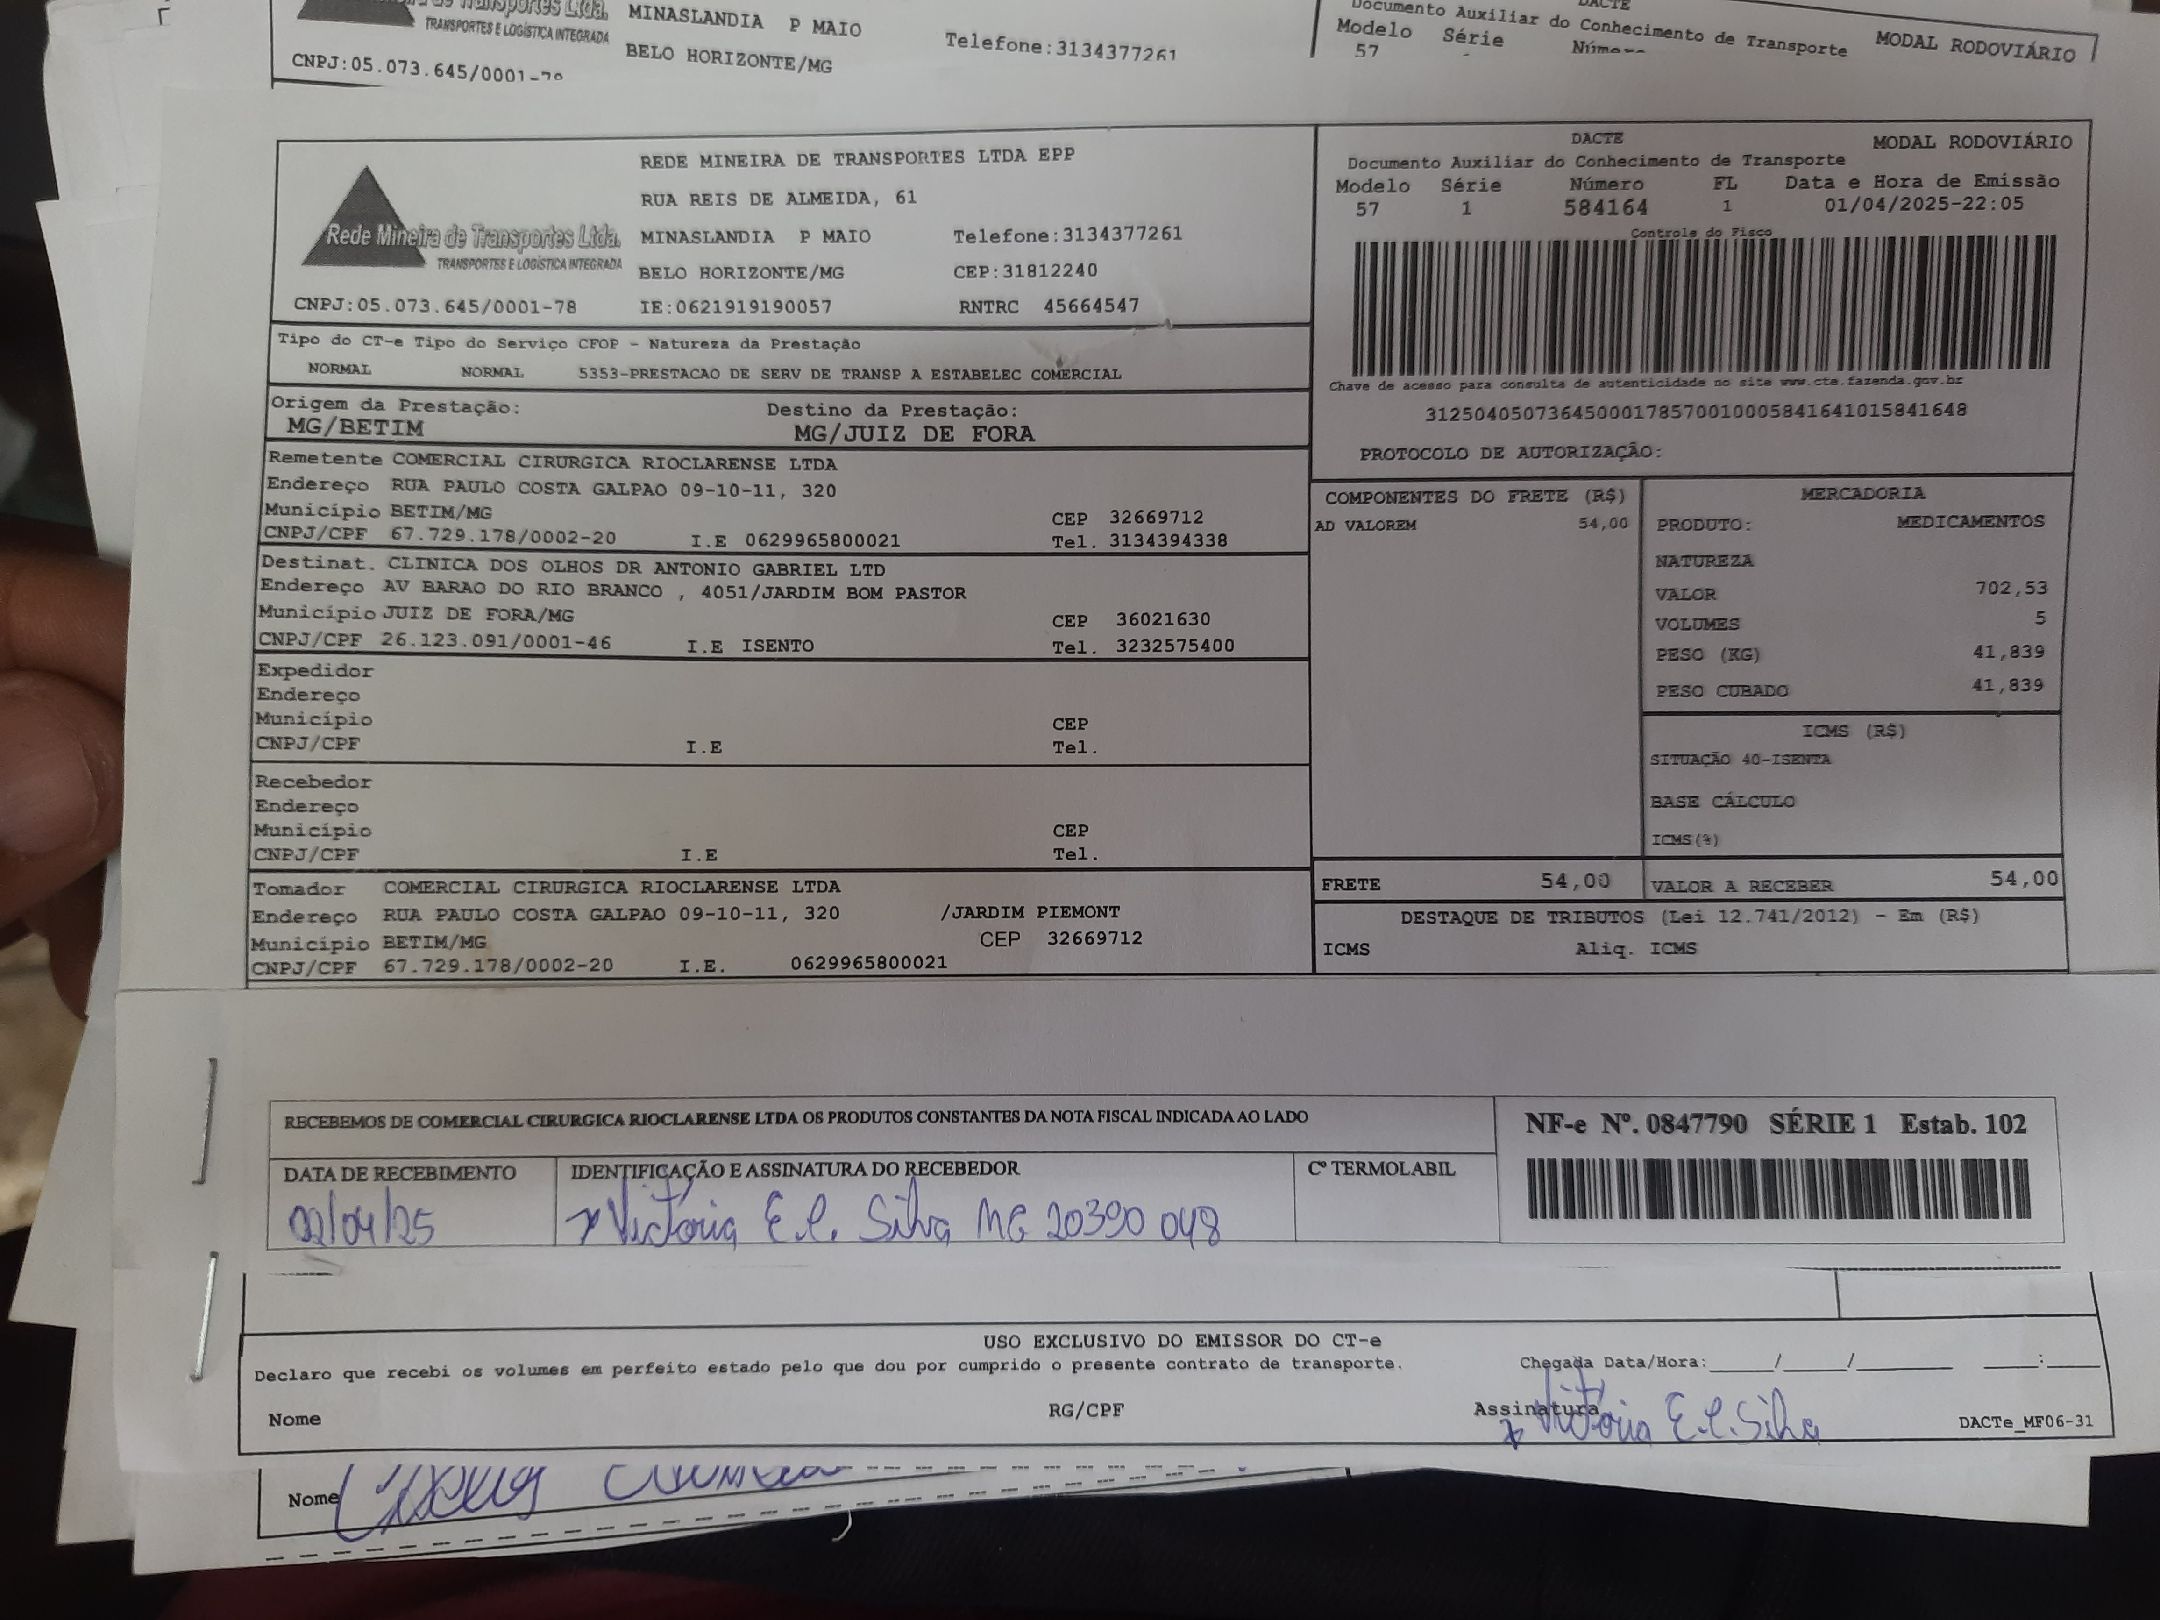 de Transportes Ltda.
TRANSPORTES E LOGÍSTICA INTEGRADA
MINASLANDIA P MAIO
BELO HORIZONTE/MG
Telefone:3134377261
CNPJ:05.073.645/0001-78
DACTE
Documento Auxiliar do Conhecimento de Transporte
MODAL RODOVIÁRIO
Modelo Série Número
57
REDE MINEIRA DE TRANSPORTES LTDA EPP
RUA REIS DE ALMEIDA, 61
Rede Mineira de Transportes Ltda.
TRANSPORTES E LOGÍSTICA INTEGRADA
MINASLANDIA P MAIO Telefone:3134377261
BELO HORIZONTE/MG CEP:31812240
CNPJ:05.073.645/0001-78 IE:0621919190057 RNTRC 45664547
DACTE MODAL RODOVIÁRIO
Documento Auxiliar do Conhecimento de Transporte
Modelo Série Número FL Data e Hora de Emissão
57 1 584164 1 01/04/2025-22:05
Controle do Fisco
Chave de acesso para consulta de autenticidade no site www.cte.fazenda.gov.br
31250405073645000178570010005841641015841648
PROTOCOLO DE AUTORIZAÇÃO:
Tipo do CT-e Tipo do Serviço CFOP - Natureza da Prestação
NORMAL NORMAL 5353-PRESTACAO DE SERV DE TRANSP A ESTABELEC COMERCIAL
Origem da Prestação: Destino da Prestação:
MG/BETIM MG/JUIZ DE FORA
Remetente COMERCIAL CIRURGICA RIOCLARENSE LTDA
Endereço RUA PAULO COSTA GALPAO 09-10-11, 320
Município BETIM/MG CEP 32669712
CNPJ/CPF 67.729.178/0002-20 I.E 0629965800021 Tel. 3134394338
Destinat. CLINICA DOS OLHOS DR ANTONIO GABRIEL LTD
Endereço AV BARAO DO RIO BRANCO , 4051/JARDIM BOM PASTOR
Município JUIZ DE FORA/MG CEP 36021630
CNPJ/CPF 26.123.091/0001-46 I.E ISENTO Tel. 3232575400
Expedidor
Endereço
Município CEP
CNPJ/CPF I.E Tel.
Recebedor
Endereço
Município CEP
CNPJ/CPF I.E Tel.
Tomador COMERCIAL CIRURGICA RIOCLARENSE LTDA
Endereço RUA PAULO COSTA GALPAO 09-10-11, 320 /JARDIM PIEMONT
Município BETIM/MG CEP 32669712
CNPJ/CPF 67.729.178/0002-20 I.E. 0629965800021
COMPONENTES DO FRETE (R$)
AD VALOREM 54,00
MERCADORIA
PRODUTO: MEDICAMENTOS
NATUREZA
VALOR 702,53
VOLUMES 5
PESO (KG) 41,839
PESO CUBADO 41,839
ICMS (R$)
SITUAÇÃO 40-ISENTA
BASE CÁLCULO
ICMS(%)
FRETE 54,00 VALOR A RECEBER 54,00
DESTAQUE DE TRIBUTOS (Lei 12.741/2012) - Em (R$)
ICMS Aliq. ICMS
RECEBEMOS DE COMERCIAL CIRURGICA RIOCLARENSE LTDA OS PRODUTOS CONSTANTES DA NOTA FISCAL INDICADA AO LADO
NF-e Nº. 0847790 SÉRIE 1 Estab. 102
DATA DE RECEBIMENTO IDENTIFICAÇÃO E ASSINATURA DO RECEBEDOR Cº TERMOLABIL
02/04/25 x Victória E.C. Silva MG 20390 048
USO EXCLUSIVO DO EMISSOR DO CT-e
Declaro que recebi os volumes em perfeito estado pelo que dou por cumprido o presente contrato de transporte. Chegada Data/Hora:____/____/____ ____:____
Nome RG/CPF Assinatura x Victória E.C. Silva DACTe_MF06-31
Nome